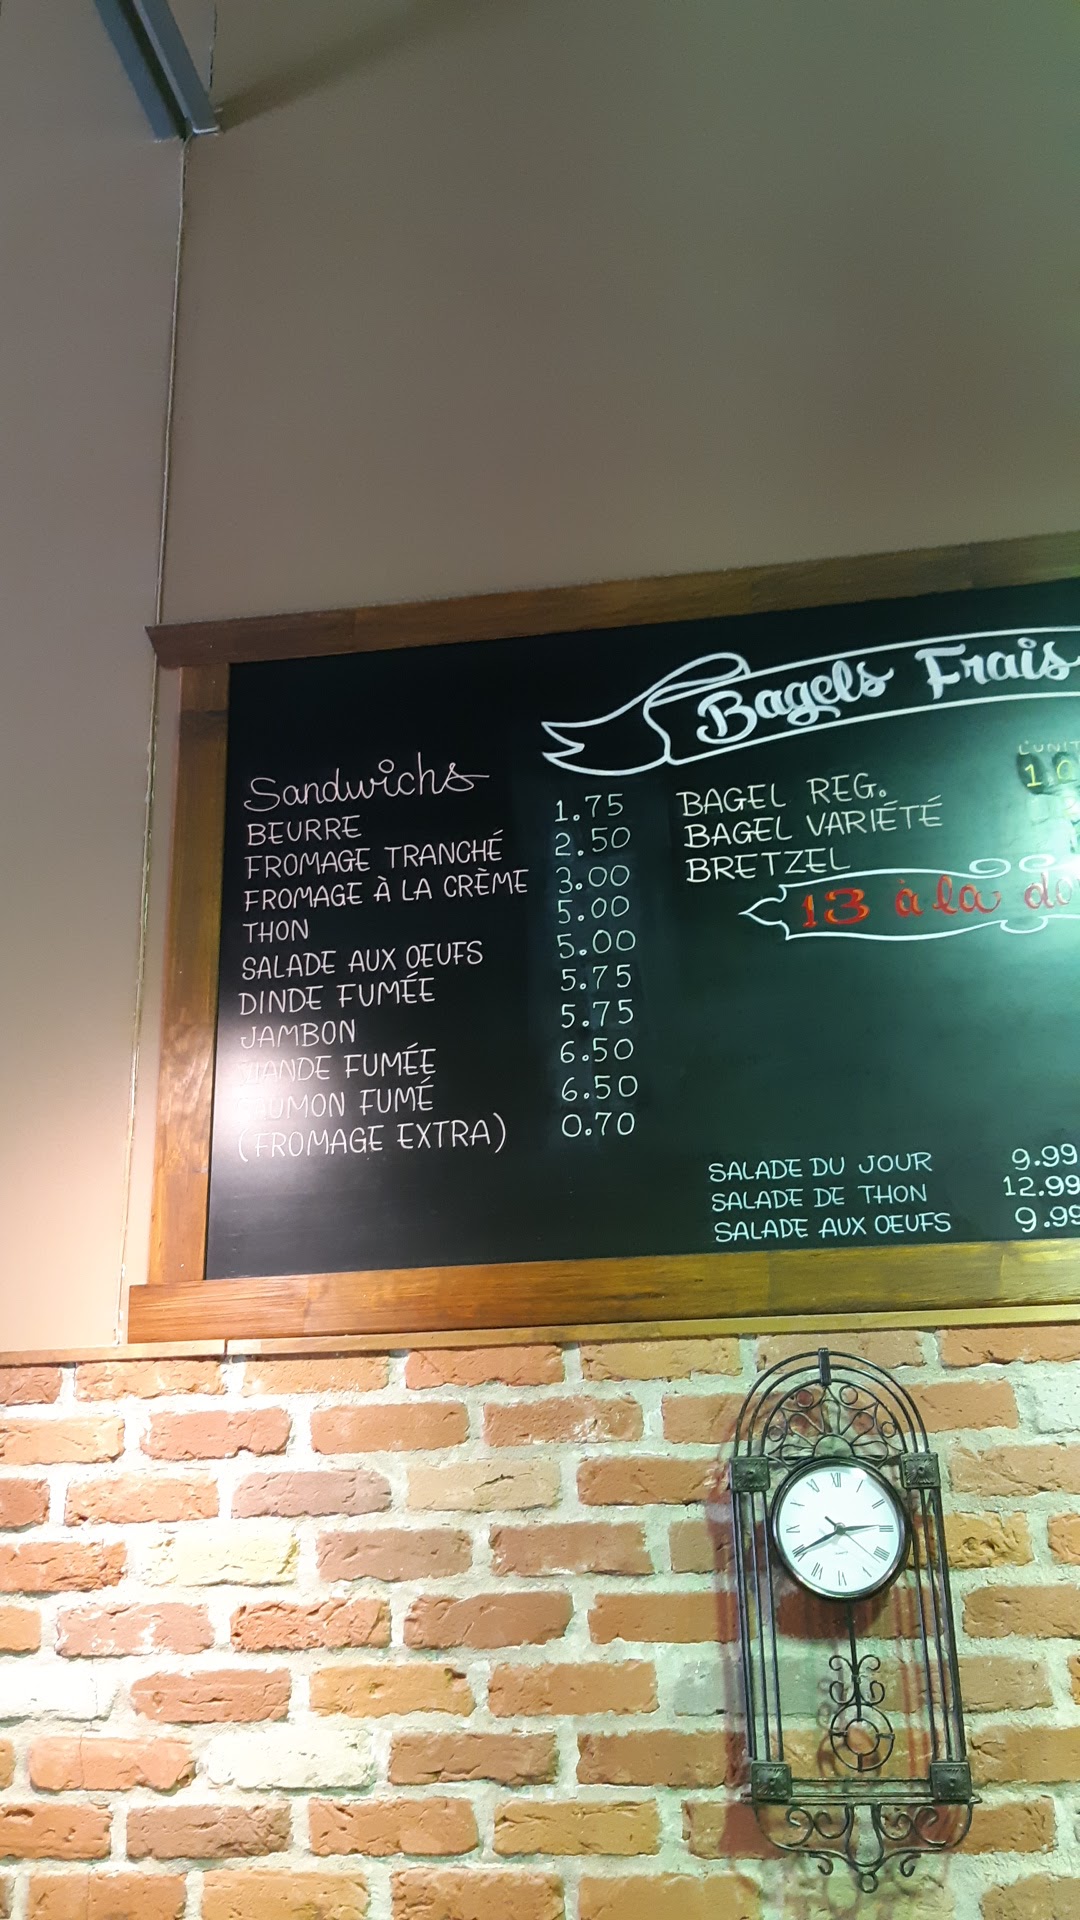 Bagels Frais
Sandwichs
BEURRE 1.75
FROMAGE TRANCHÉ 2.50
FROMAGE À LA CRÈME 3.00
THON 5.00
SALADE AUX OEUFS 5.00
DINDE FUMÉE 5.75
JAMBON 5.75
VIANDE FUMÉE 6.50
SAUMON FUMÉ 6.50
(FROMAGE EXTRA) 0.70
BAGEL REG.
BAGEL VARIÉTÉ
BRETZEL
13 à la
SALADE DU JOUR 9.99
SALADE DE THON 12.99
SALADE AUX OEUFS 9.99